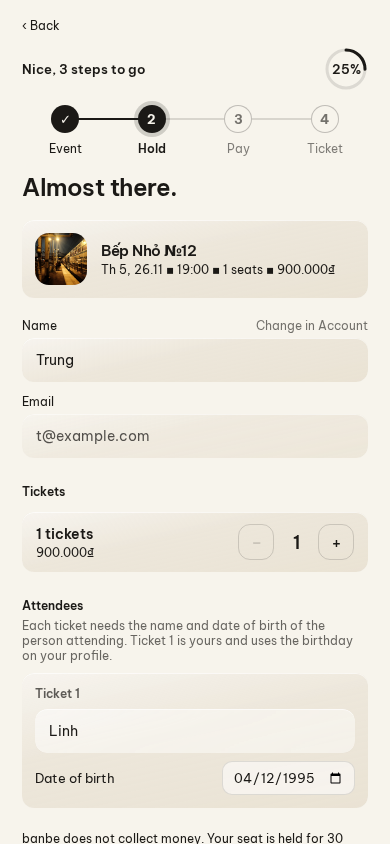 ‹ Back
Nice, 3 steps to go
25%
✓ 2 3 4
Event Hold Pay Ticket
Almost there.
Bếp Nhỏ №12
Th 5, 26.11 ■ 19:00 ■ 1 seats ■ 900.000₫
Name Change in Account
Trung
Email
t@example.com
Tickets
1 tickets
900.000₫
− 1 +
Attendees
Each ticket needs the name and date of birth of the
person attending. Ticket 1 is yours and uses the birthday
on your profile.
Ticket 1
Linh
Date of birth 04/12/1995
banbe does not collect money. Your seat is held for 30